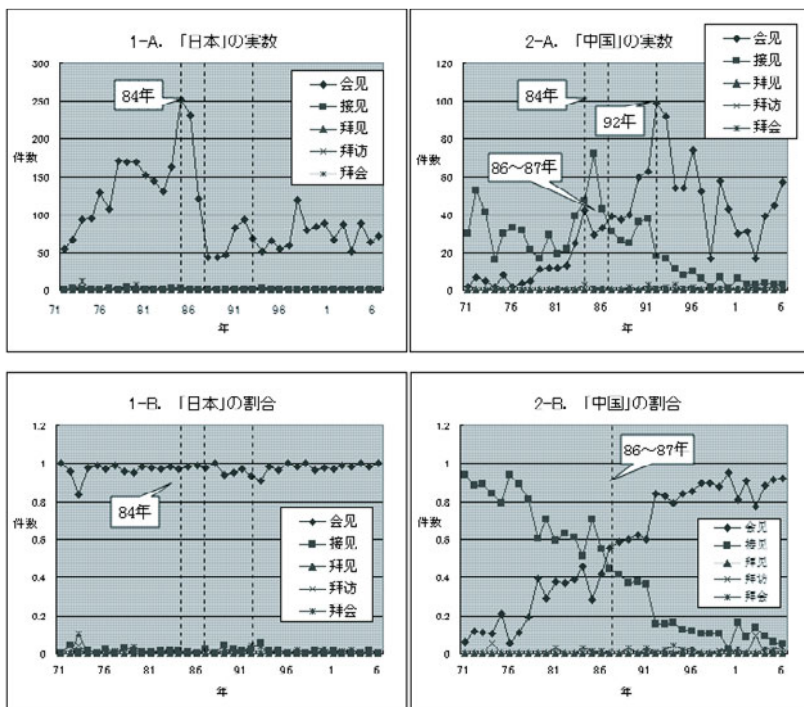 1-A. 「日本」の実数
300
250
200
150
100
50
0
件数
84年
会见
接见
拜见
拜访
拜会
71 76 81 86 91 96 1 6
年
2-A. 「中国」の実数
120
100
80
60
40
20
0
件数
84年
92年
86～87年
会见
接见
拜见
拜访
拜会
71 76 81 86 91 96 1 6
年
1-B. 「日本」の割合
1.2
1
0.8
0.6
0.4
0.2
0
件数
84年
会见
接见
拜见
拜访
拜会
71 76 81 86 91 96 1 6
年
2-B. 「中国」の割合
1.2
1
0.8
0.6
0.4
0.2
0
件数
86～87年
会见
接见
拜见
拜访
拜会
71 76 81 86 91 96 1 6
年